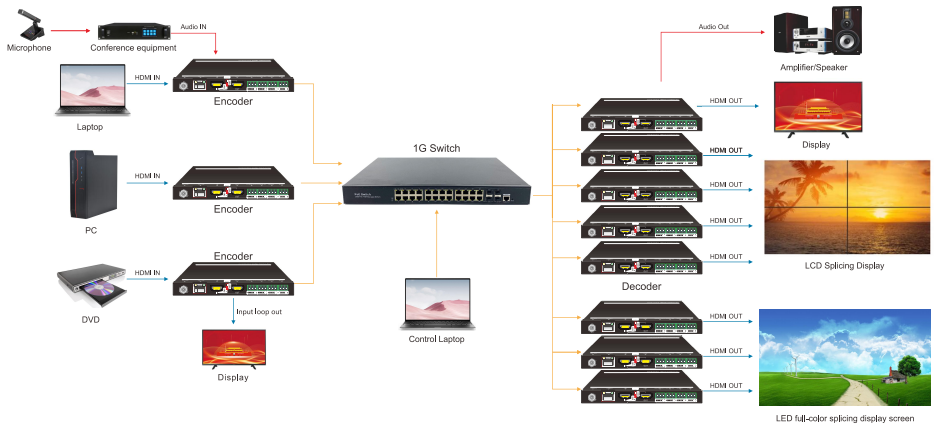 Microphone
Conference equipment
Audio IN
HDMI IN
Encoder
Laptop
HDMI IN
Encoder
PC
Encoder
HDMI IN
DVD
Input loop out
Display
1G Switch
Control Laptop
Audio Out
Amplifier/Speaker
HDMI OUT
Display
HDMI OUT
HDMI OUT
HDMI OUT
HDMI OUT
LCD Splicing Display
Decoder
HDMI OUT
HDMI OUT
HDMI OUT
LED full-color splicing display screen